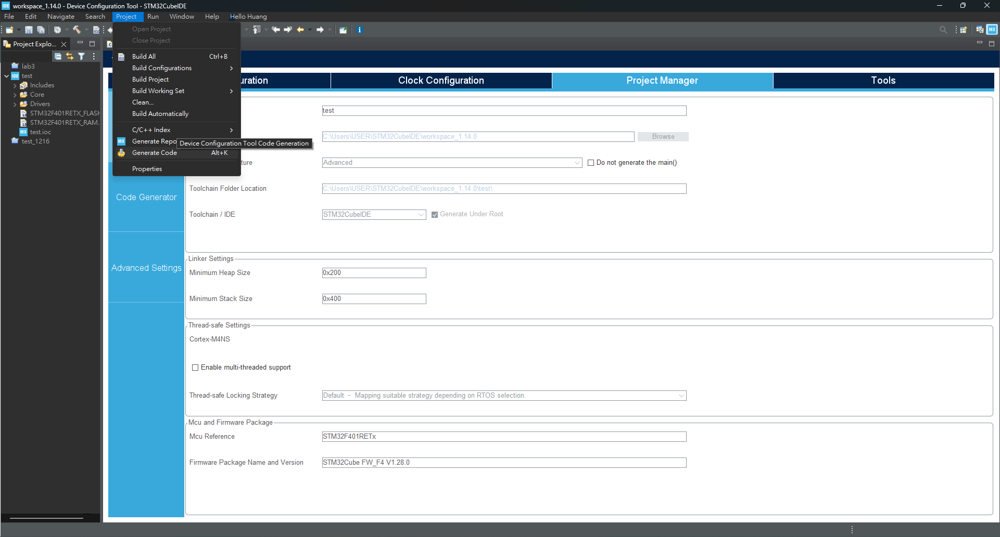 IDE workspace_1.14.0 - Device Configuration Tool - STM32CubeIDE
File Edit Navigate Search Project Run Window Help Hello Huang
Project Explo...
lab3
IDE test
Includes
Core
Drivers
STM32F401RETX_FLASH
STM32F401RETX_RAM.
MX test.ioc
test_1216
Open Project
Close Project
Build All Ctrl+B
Build Configurations
Build Project
Build Working Set
Clean...
Build Automatically
C/C++ Index
MX Generate Repo
Device Configuration Tool Code Generation
Generate Code Alt+K
Properties
MX
uration
Clock Configuration
Project Manager
Tools
Code Generator
Advanced Settings
test
C:\Users\USER\STM32CubeIDE\workspace_1.14.0 Browse
ture Advanced Do not generate the main()
Toolchain Folder Location C:\Users\USER\STM32CubeIDE\workspace_1.14.0\test\
Toolchain / IDE STM32CubeIDE Generate Under Root
Linker Settings
Minimum Heap Size 0x200
Minimum Stack Size 0x400
Thread-safe Settings
Cortex-M4NS
Enable multi-threaded support
Thread-safe Locking Strategy Default - Mapping suitable strategy depending on RTOS selection.
Mcu and Firmware Package
Mcu Reference STM32F401RETx
Firmware Package Name and Version STM32Cube FW_F4 V1.28.0